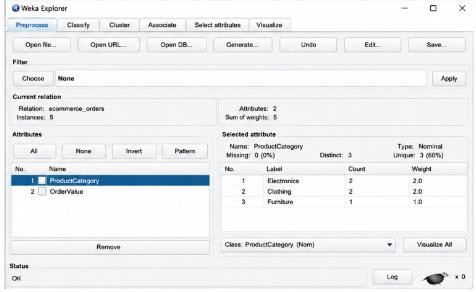 Weka Explorer
Preprocess Classify Cluster Associate Select attributes Visualize
Open file... Open URL... Open DB... Generate... Undo Edit... Save...
Filter
Choose None Apply
Current relation
Relation: ecommerce_orders Attributes: 2
Instances: 5 Sum of weights: 5
Attributes
All None Invert Pattern
No. Name
1 ProductCategory
2 OrderValue
Remove
Selected attribute
Name: ProductCategory Type: Nominal
Missing: 0 (0%) Distinct: 3 Unique: 3 (60%)
No. Label Count Weight
1 Electronics 2 2.0
2 Clothing 2 2.0
3 Furniture 1 1.0
Class: ProductCategory (Nom) Visualize All
Status
OK Log x 0